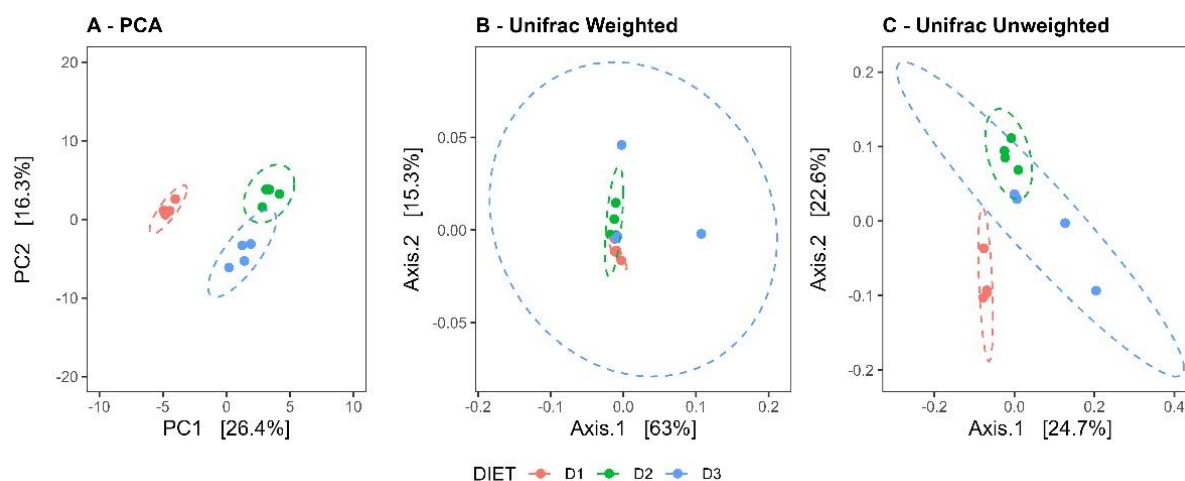 A - PCA
20
10
0
-10
-20
PC2 [16.3%]
-10 -5 0 5 10
PC1 [26.4%]
B - Unifrac Weighted
0.05
0.00
-0.05
Axis.2 [15.3%]
-0.2 -0.1 0.0 0.1 0.2
Axis.1 [63%]
C - Unifrac Unweighted
0.2
0.1
0.0
-0.1
-0.2
Axis.2 [22.6%]
-0.2 0.0 0.2 0.4
Axis.1 [24.7%]
DIET D1 D2 D3